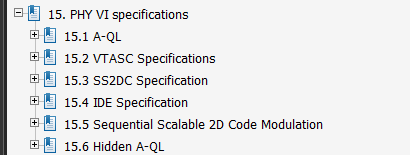 15. PHY VI specifications
15.1 A-QL
15.2 VTASC Specifications
15.3 SS2DC Specification
15.4 IDE Specification
15.5 Sequential Scalable 2D Code Modulation
15.6 Hidden A-QL